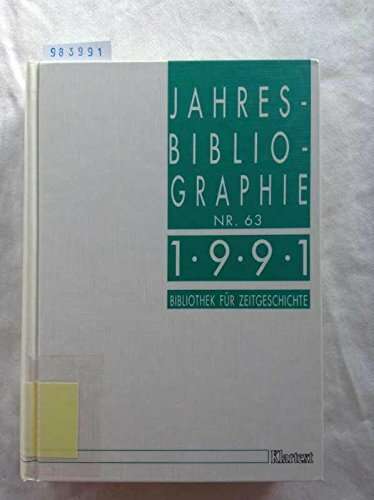 983991
JAHRES-
BIBLIO-
GRAPHIE
NR. 63
1·9·9·1
BIBLIOTHEK FÜR ZEITGESCHICHTE
Klartext